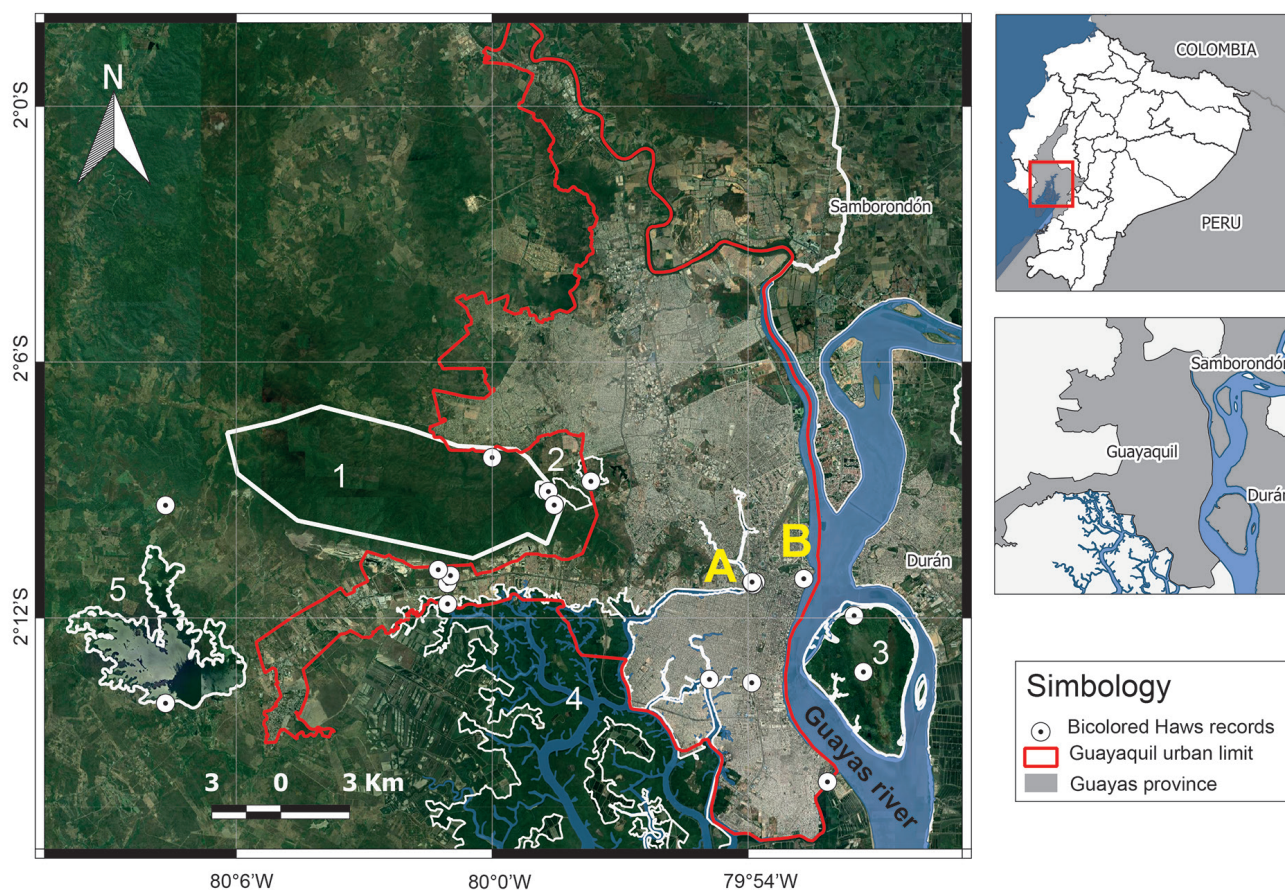 N
2°0'S
2°6'S
2°12'S
80°6'W
80°0'W
79°54'W
Samborondón
Durán
1
2
3
4
5
A
B
Guayas river
3 0 3 Km
COLOMBIA
PERU
Samborondón
Guayaquil
Durán
Simbology
Bicolored Haws records
Guayaquil urban limit
Guayas province